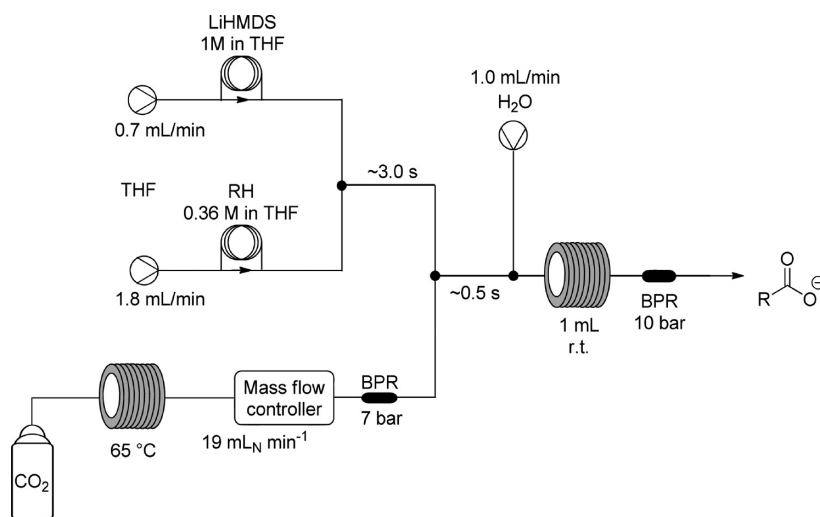 LiHMDS
1M in THF
0.7 mL/min
1.0 mL/min
H₂O
~3.0 s
THF
RH
0.36 M in THF
1.8 mL/min
~0.5 s
1 mL
r.t.
BPR
10 bar
R
O
O⊖
CO₂
65 °C
Mass flow
controller
19 mL_N min⁻¹
BPR
7 bar